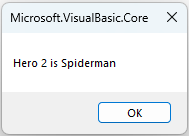 Microsoft.VisualBasic.Core
Hero 2 is Spiderman
OK